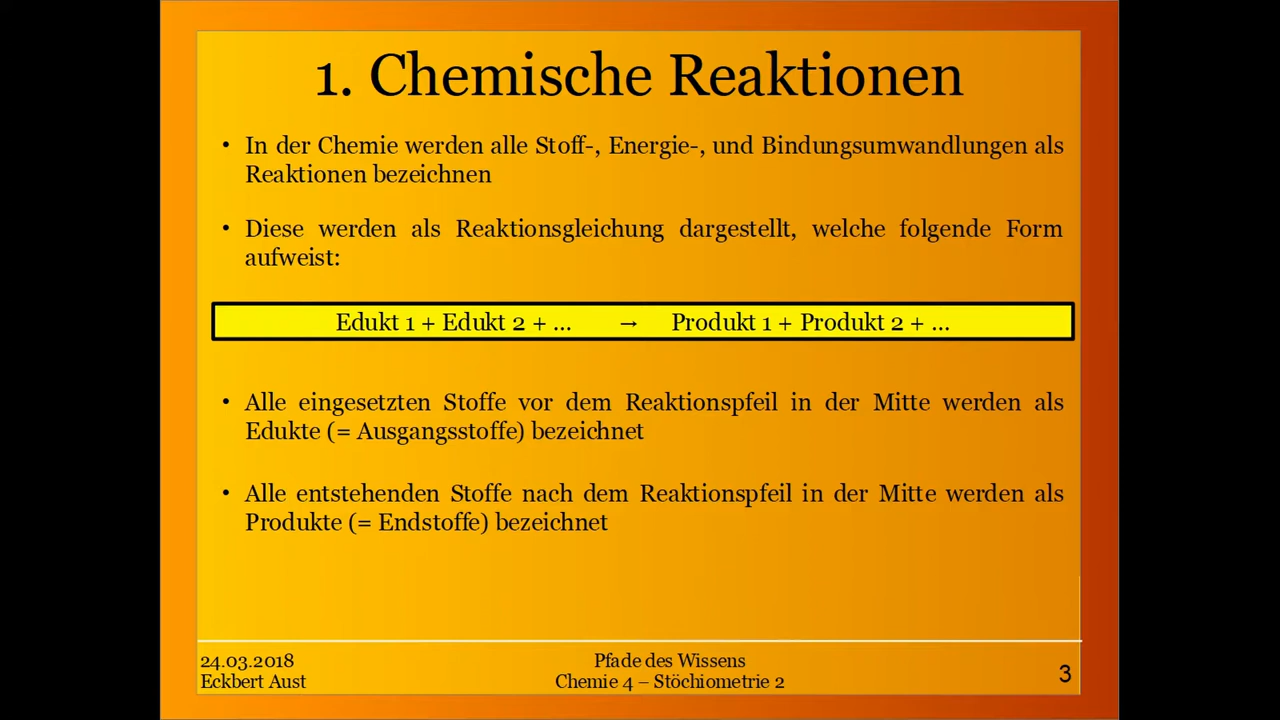 1. Chemische Reaktionen
• In der Chemie werden alle Stoff-, Energie-, und Bindungsumwandlungen als
Reaktionen bezeichnen
• Diese werden als Reaktionsgleichung dargestellt, welche folgende Form
aufweist:
Edukt 1 + Edukt 2 + ... → Produkt 1 + Produkt 2 + ...
• Alle eingesetzten Stoffe vor dem Reaktionspfeil in der Mitte werden als
Edukte (= Ausgangsstoffe) bezeichnet
• Alle entstehenden Stoffe nach dem Reaktionspfeil in der Mitte werden als
Produkte (= Endstoffe) bezeichnet
24.03.2018
Eckbert Aust
Pfade des Wissens
Chemie 4 – Stöchiometrie 2
3